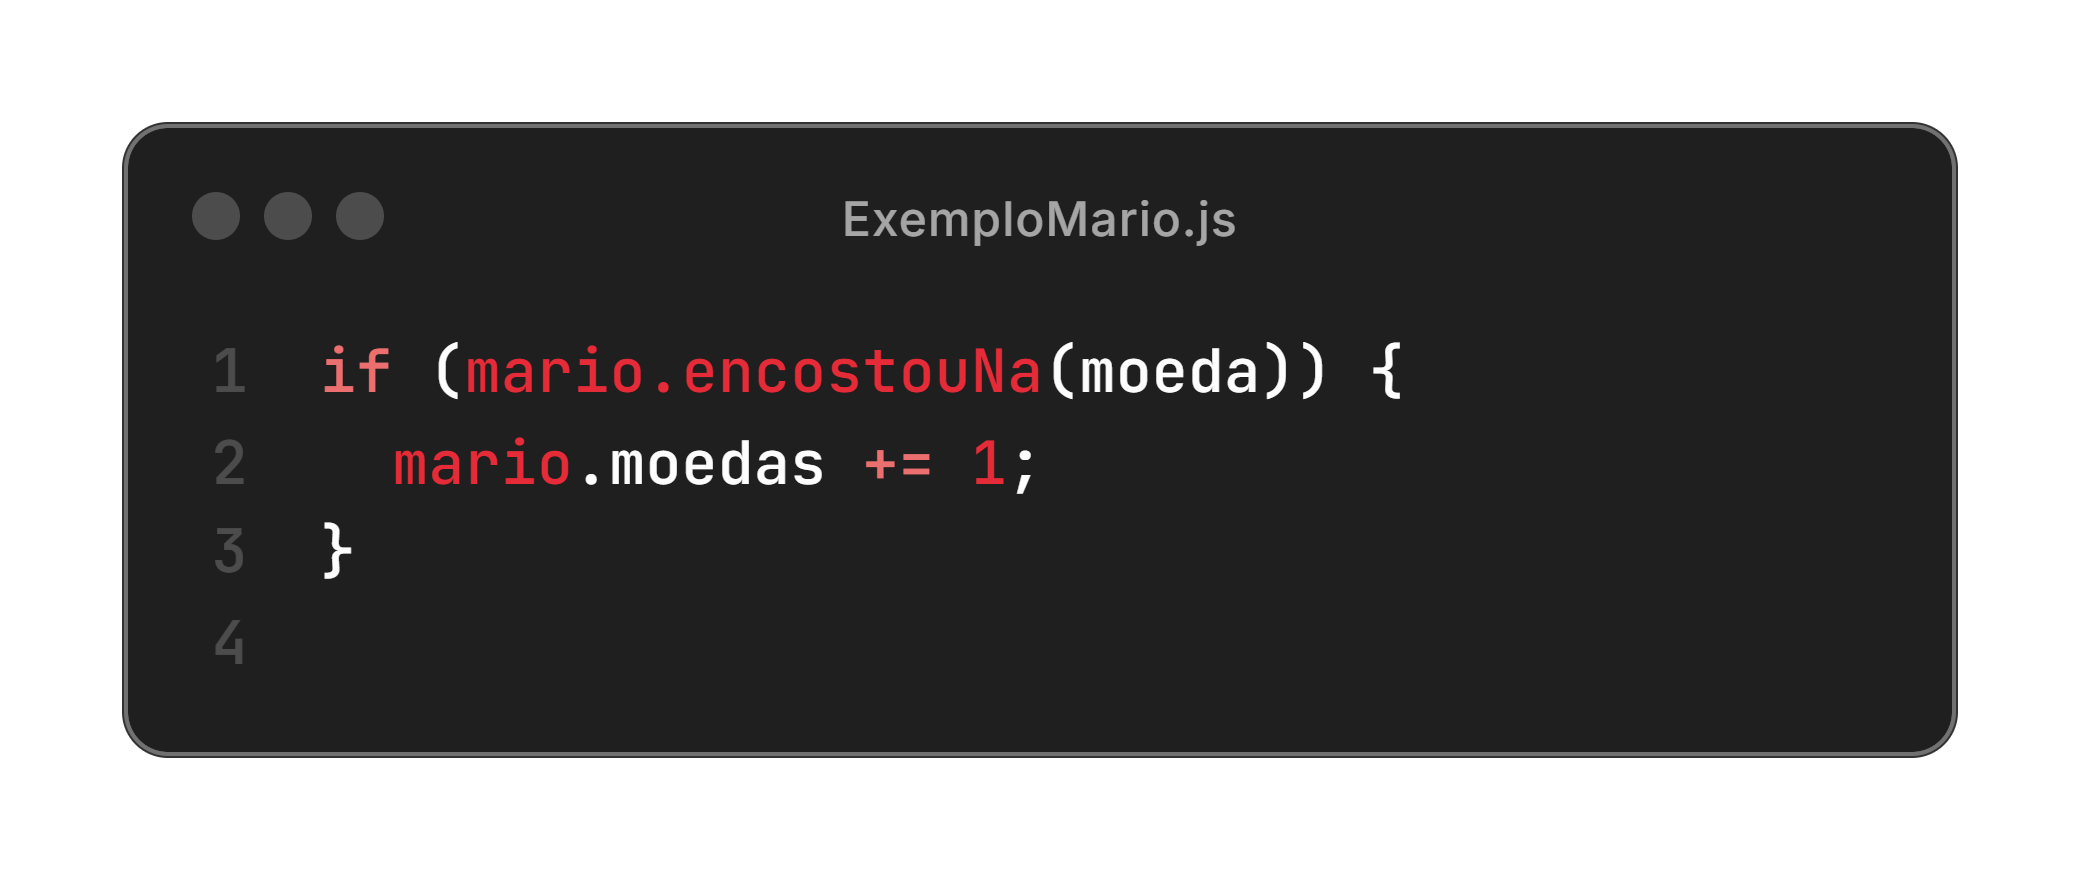 ExemploMario.js
1 if (mario.encostouNa(moeda)) {
2   mario.moedas += 1;
3 }
4